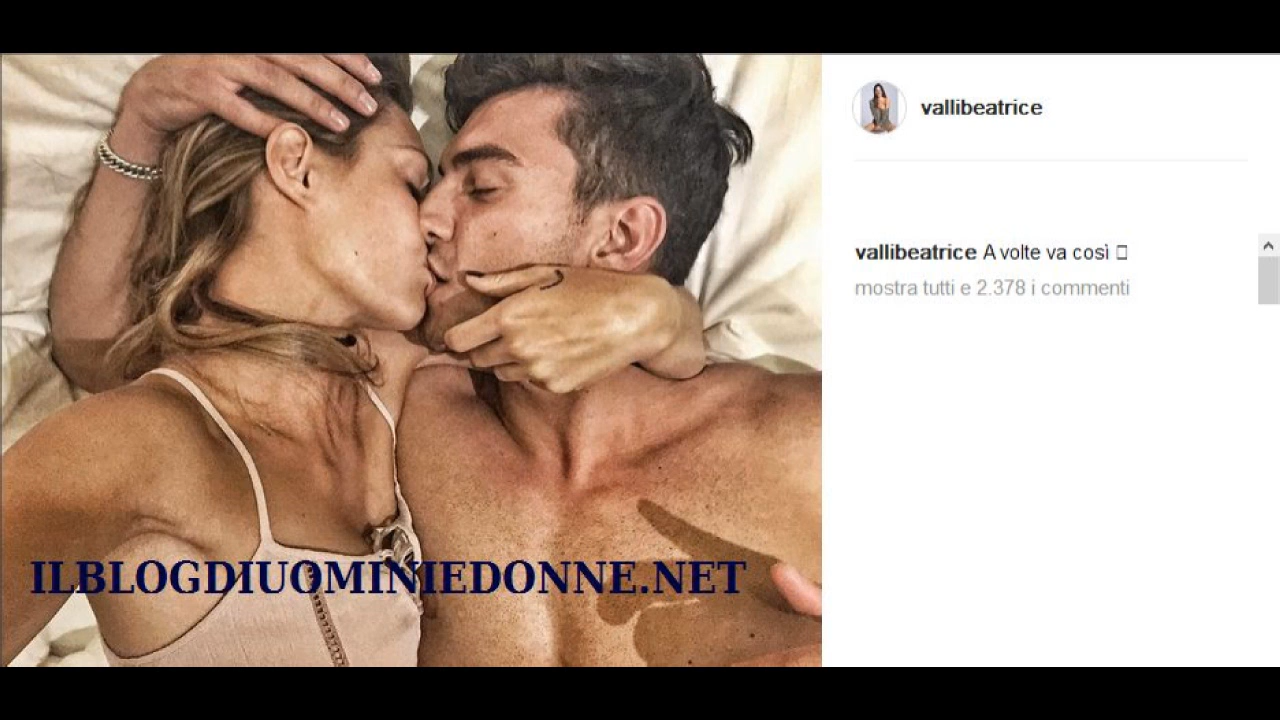 vallibeatrice
vallibeatrice A volte va così
mostra tutti e 2.378 i commenti
ILBLOGDIUOMINIEDONNE.NET